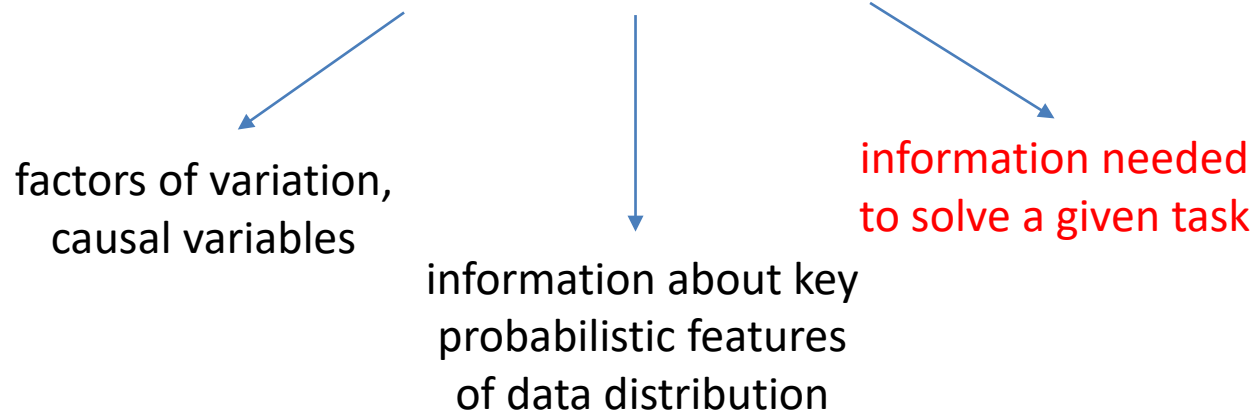 factors of variation,
causal variables
information about key
probabilistic features
of data distribution
information needed
to solve a given task